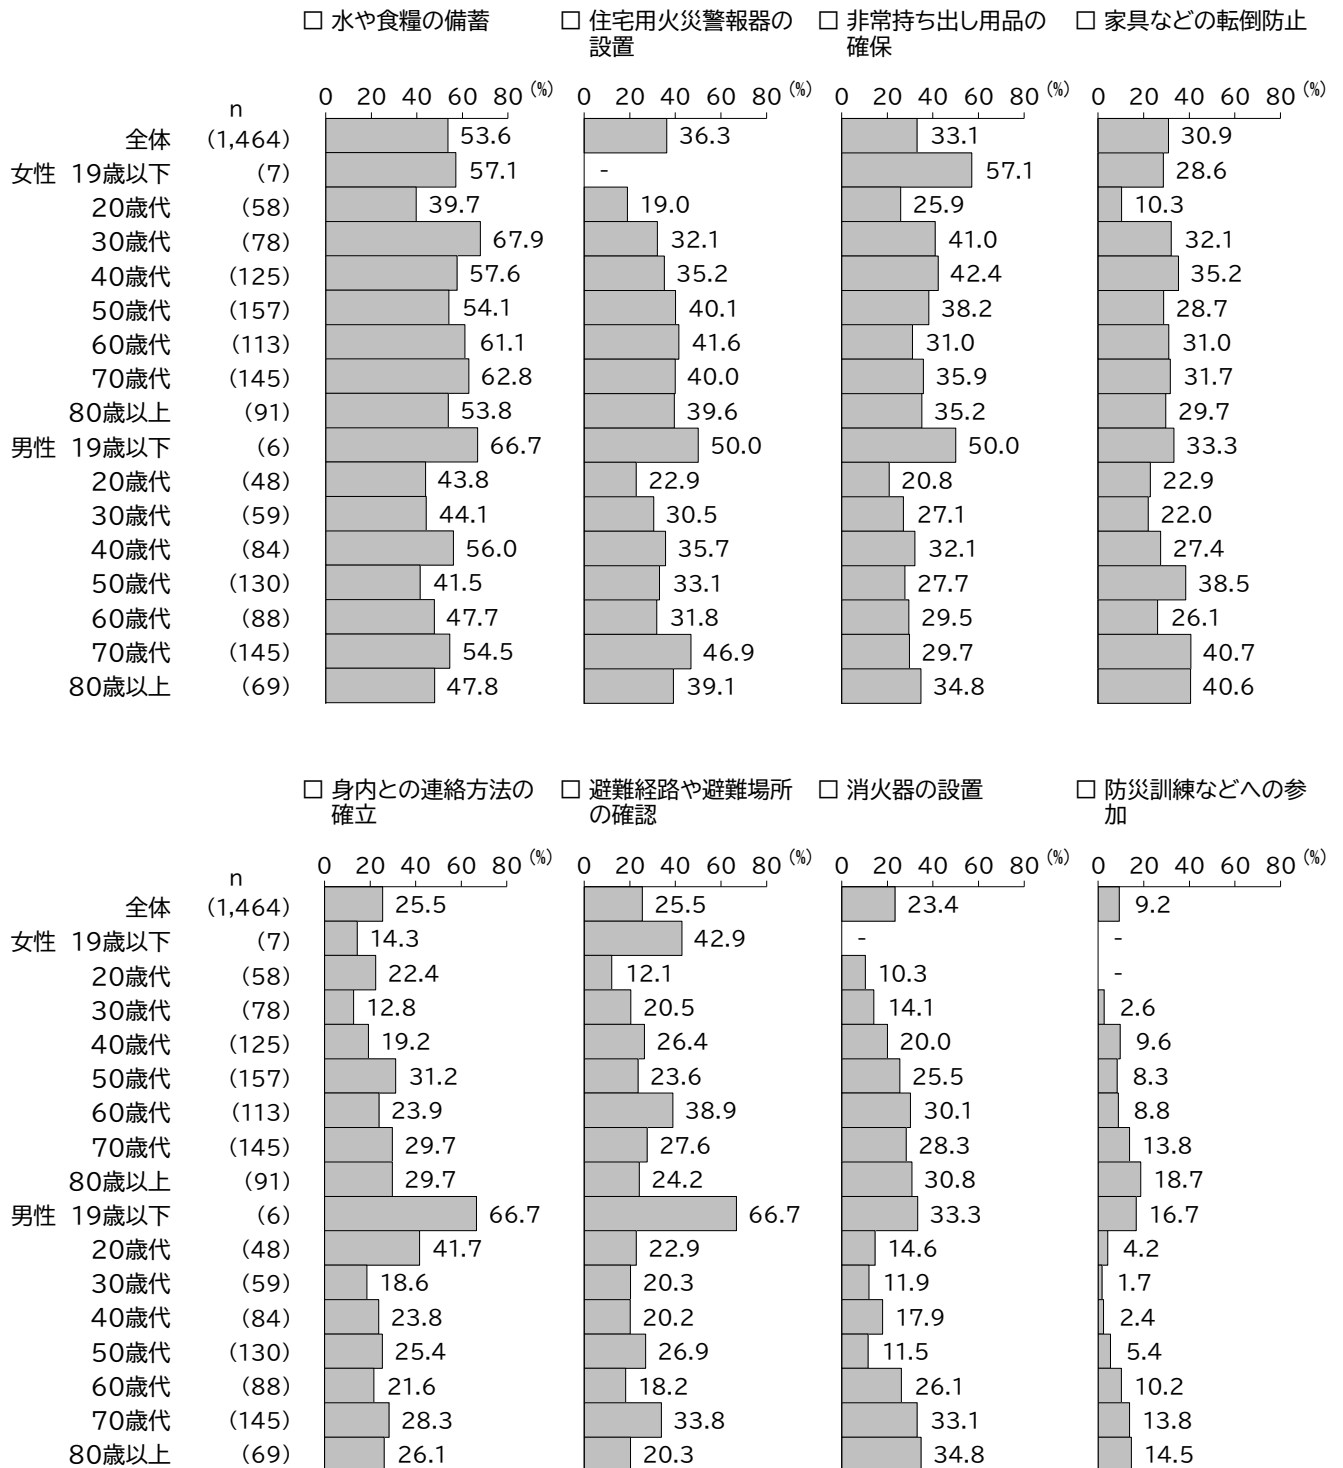 □ 水や食糧の備蓄 □ 住宅用火災警報器の設置 □ 非常持ち出し用品の確保 □ 家具などの転倒防止
n 0 20 40 60 80 (%) 0 20 40 60 80 (%) 0 20 40 60 80 (%) 0 20 40 60 80 (%)
全体 (1,464) 53.6 36.3 33.1 30.9
女性 19歳以下 (7) 57.1 - 57.1 28.6
20歳代 (58) 39.7 19.0 25.9 10.3
30歳代 (78) 67.9 32.1 41.0 32.1
40歳代 (125) 57.6 35.2 42.4 35.2
50歳代 (157) 54.1 40.1 38.2 28.7
60歳代 (113) 61.1 41.6 31.0 31.0
70歳代 (145) 62.8 40.0 35.9 31.7
80歳以上 (91) 53.8 39.6 35.2 29.7
男性 19歳以下 (6) 66.7 50.0 50.0 33.3
20歳代 (48) 43.8 22.9 20.8 22.9
30歳代 (59) 44.1 30.5 27.1 22.0
40歳代 (84) 56.0 35.7 32.1 27.4
50歳代 (130) 41.5 33.1 27.7 38.5
60歳代 (88) 47.7 31.8 29.5 26.1
70歳代 (145) 54.5 46.9 29.7 40.7
80歳以上 (69) 47.8 39.1 34.8 40.6
□ 身内との連絡方法の確立 □ 避難経路や避難場所の確認 □ 消火器の設置 □ 防災訓練などへの参加
n 0 20 40 60 80 (%) 0 20 40 60 80 (%) 0 20 40 60 80 (%) 0 20 40 60 80 (%)
全体 (1,464) 25.5 25.5 23.4 9.2
女性 19歳以下 (7) 14.3 42.9 - -
20歳代 (58) 22.4 12.1 10.3 -
30歳代 (78) 12.8 20.5 14.1 2.6
40歳代 (125) 19.2 26.4 20.0 9.6
50歳代 (157) 31.2 23.6 25.5 8.3
60歳代 (113) 23.9 38.9 30.1 8.8
70歳代 (145) 29.7 27.6 28.3 13.8
80歳以上 (91) 29.7 24.2 30.8 18.7
男性 19歳以下 (6) 66.7 66.7 33.3 16.7
20歳代 (48) 41.7 22.9 14.6 4.2
30歳代 (59) 18.6 20.3 11.9 1.7
40歳代 (84) 23.8 20.2 17.9 2.4
50歳代 (130) 25.4 26.9 11.5 5.4
60歳代 (88) 21.6 18.2 26.1 10.2
70歳代 (145) 28.3 33.8 33.1 13.8
80歳以上 (69) 26.1 20.3 34.8 14.5